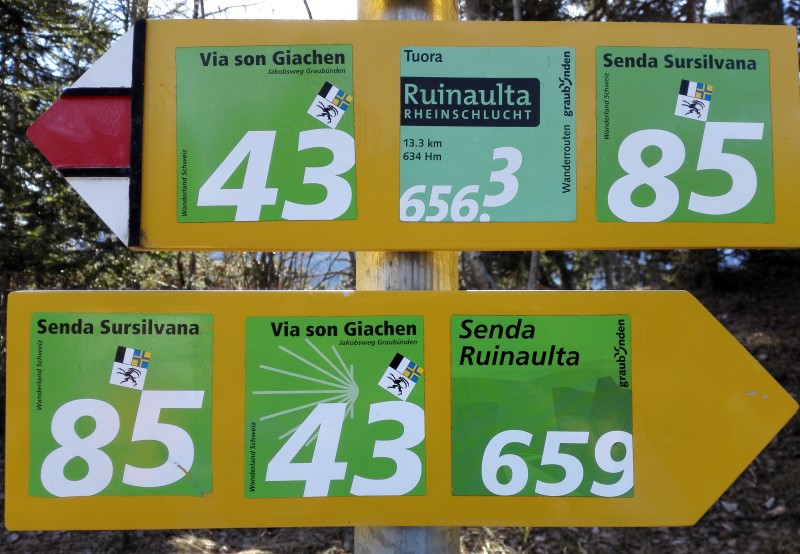 Via son Giachen
Jakobsweg Graubünden
Wanderland Schweiz
43
Tuora
Ruinaulta
RHEINSCHLUCHT
13.3 km
634 Hm
656.3
Wanderrouten graubünden
Senda Sursilvana
Wanderland Schweiz
85
Senda Sursilvana
Wanderland Schweiz
85
Via son Giachen
Jakobsweg Graubünden
Wanderland Schweiz
43
Senda
Ruinaulta
graubünden
659